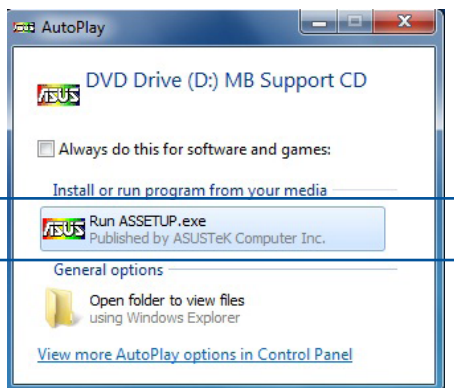 AutoPlay
DVD Drive (D:) MB Support CD
ASUS
Always do this for software and games:
Install or run program from your media
ASUS
Run ASSETUP.exe
Published by ASUSTeK Computer Inc.
General options
Open folder to view files
using Windows Explorer
View more AutoPlay options in Control Panel